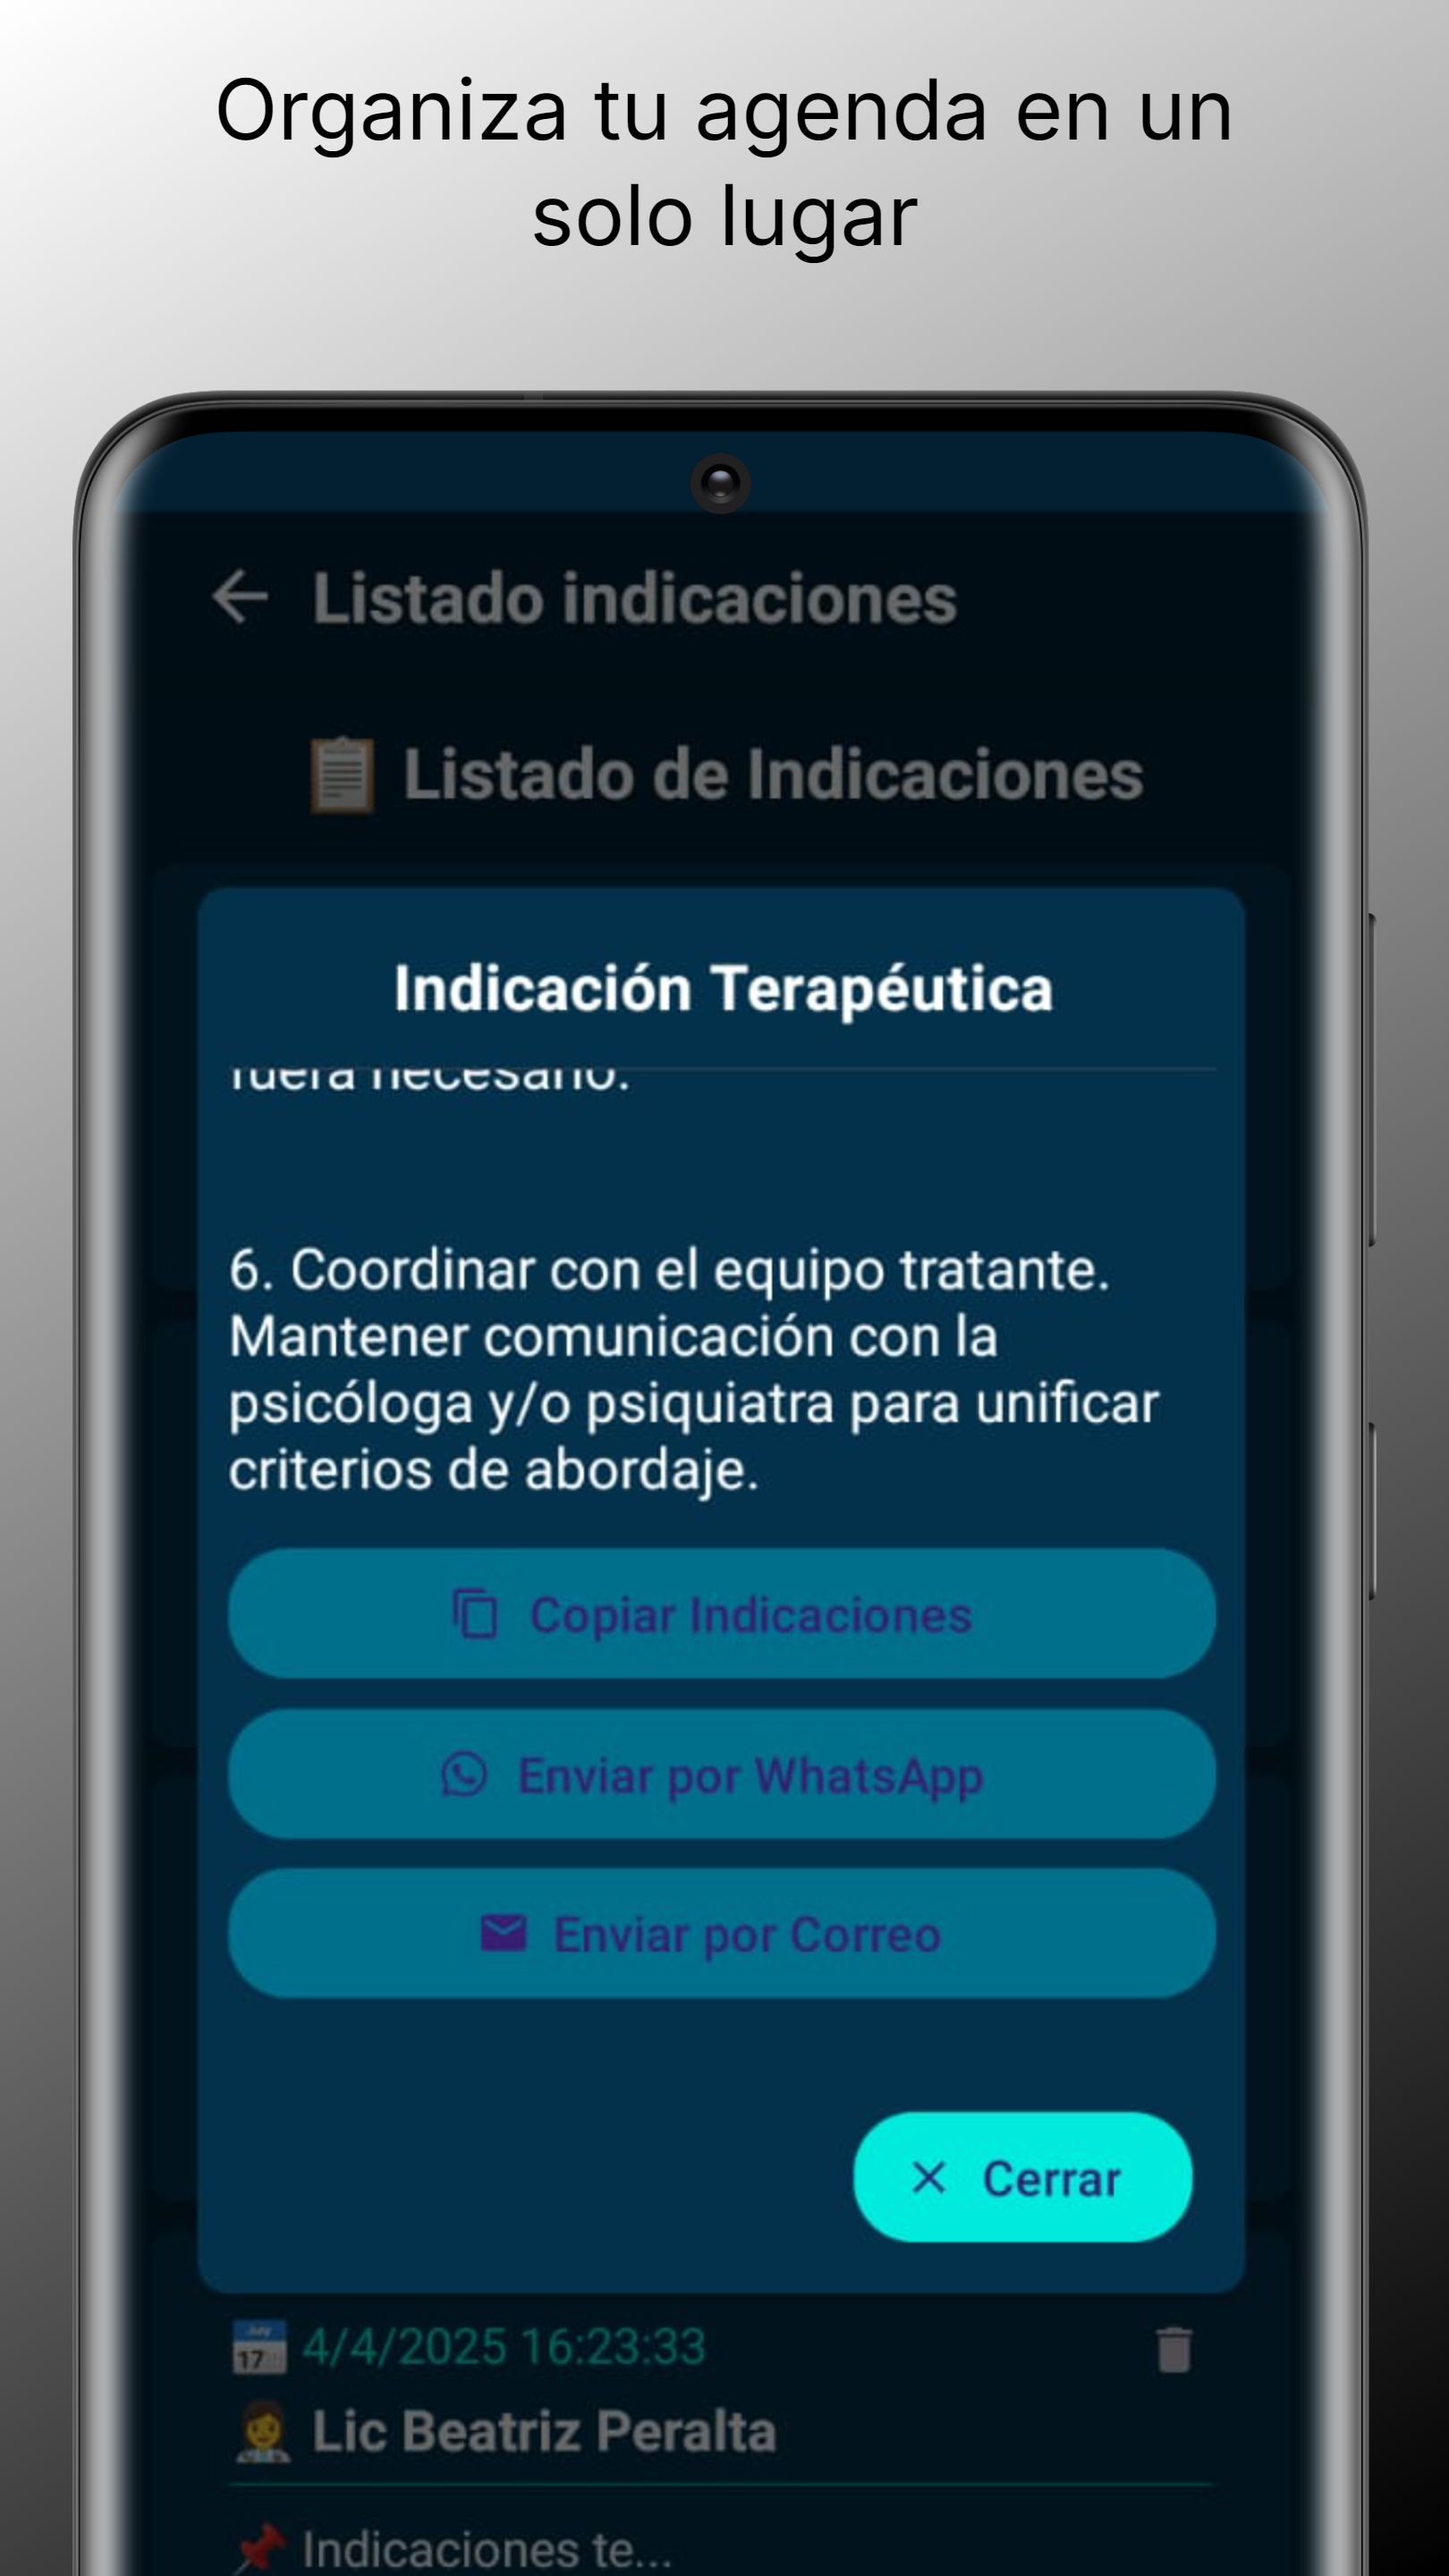 Organiza tu agenda en un
solo lugar
Listado indicaciones
Listado de Indicaciones
Indicación Terapéutica
fuera necesario.
6. Coordinar con el equipo tratante.
Mantener comunicación con la
psicóloga y/o psiquiatra para unificar
criterios de abordaje.
Copiar Indicaciones
Enviar por WhatsApp
Enviar por Correo
Cerrar
4/4/2025 16:23:33
Lic Beatriz Peralta
Indicaciones te...